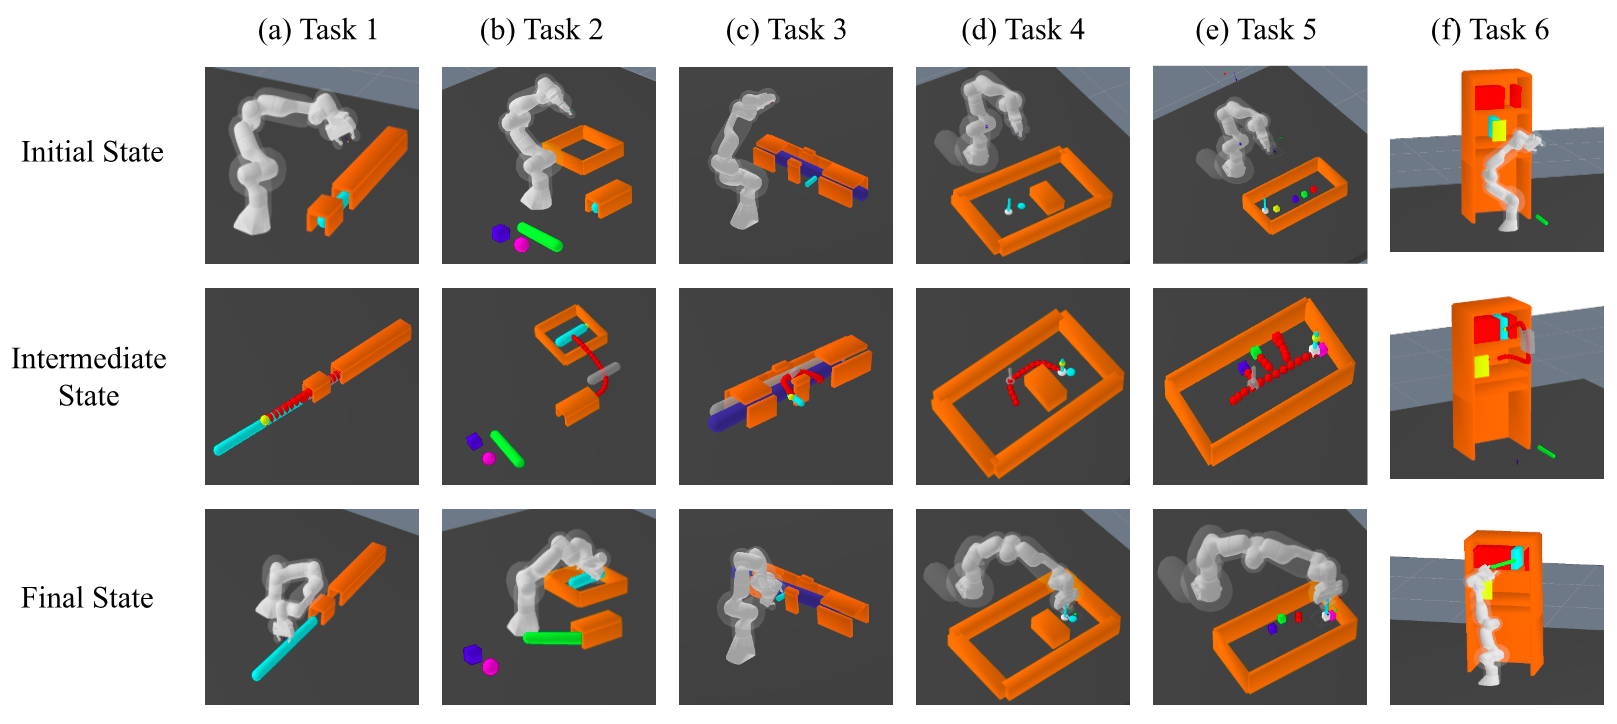 (a) Task 1
(b) Task 2
(c) Task 3
(d) Task 4
(e) Task 5
(f) Task 6
Initial State
Intermediate
State
Final State